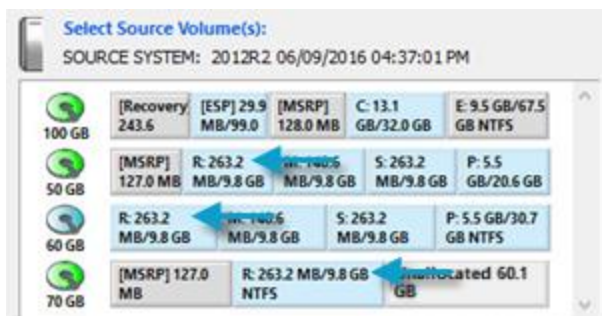 Select Source Volume(s):
SOURCE SYSTEM: 2012R2 06/09/2016 04:37:01 PM
[Recovery [ESP] 29.9 [MSRP] C: 13.1 E: 9.5 GB/67.5
243.6 MB/99.0 128.0 MB GB/32.0 GB GB NTFS
100 GB
[MSRP] R: 263.2 S: 263.2 P: 5.5
127.0 MB MB/9.8 GB MB/9.8 GB MB/9.8 GB GB/20.6 GB
50 GB
R: 263.2 S: 263.2 P: 5.5 GB/30.7
MB/9.8 GB MB/9.8 GB MB/9.8 GB GB NTFS
60 GB
[MSRP] 127.0 R: 263.2 MB/9.8 GB Unallocated 60.1
MB NTFS GB
70 GB